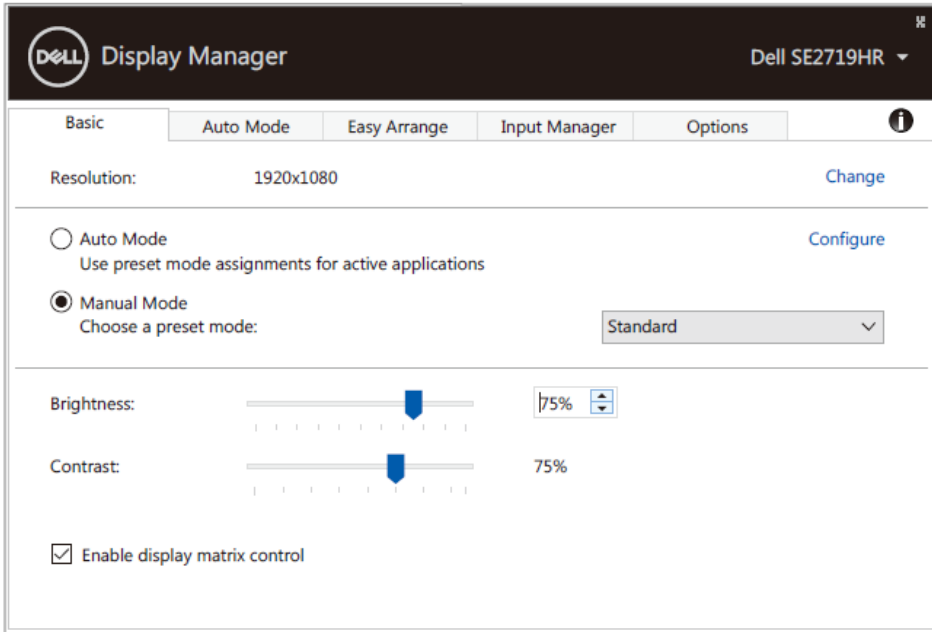 DELL Display Manager
Dell SE2719HR
Basic Auto Mode Easy Arrange Input Manager Options
Resolution: 1920x1080 Change
Auto Mode Configure
Use preset mode assignments for active applications
Manual Mode
Choose a preset mode: Standard
Brightness: 75%
Contrast: 75%
Enable display matrix control